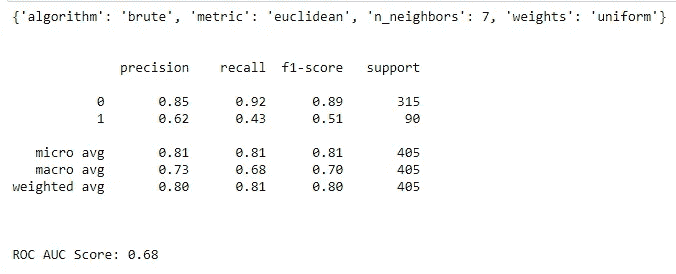 {'algorithm': 'brute', 'metric': 'euclidean', 'n_neighbors': 7, 'weights': 'uniform'}
precision recall f1-score support
0 0.85 0.92 0.89 315
1 0.62 0.43 0.51 90
micro avg 0.81 0.81 0.81 405
macro avg 0.73 0.68 0.70 405
weighted avg 0.80 0.81 0.80 405
ROC AUC Score: 0.68